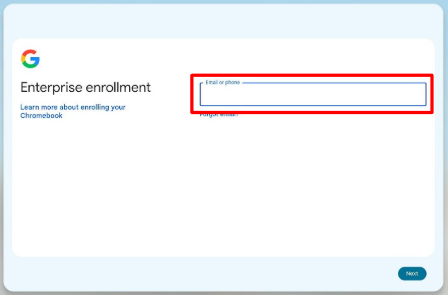 Enterprise enrollment
Learn more about enrolling your
Chromebook
Email or phone
Forgot email?
Next